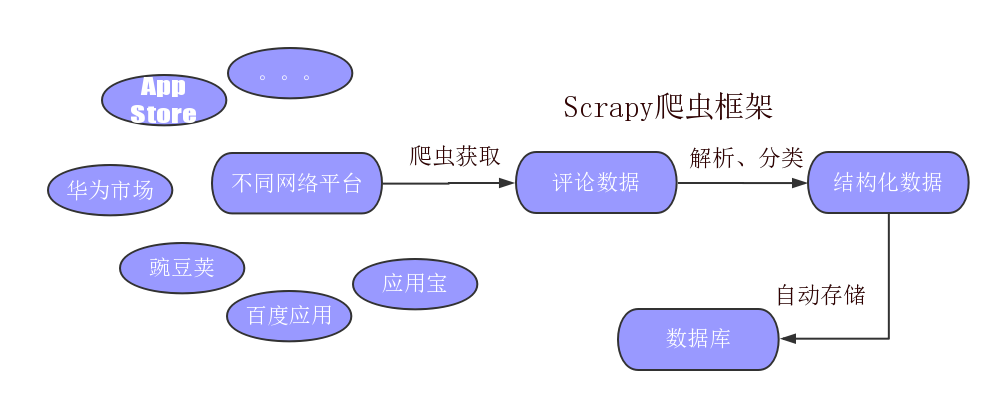 。。。
App
Store
Scrapy爬虫框架
华为市场
不同网络平台
爬虫获取
评论数据
解析、分类
结构化数据
豌豆荚
百度应用
应用宝
自动存储
数据库